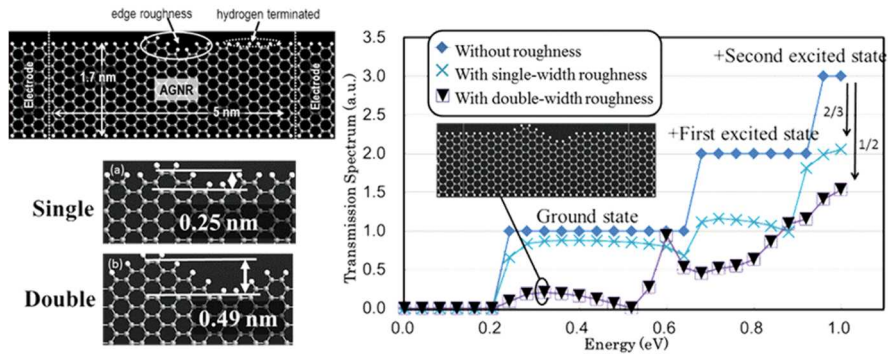 edge roughness
hydrogen terminated
Electrode
1.7 nm
AGNR
5 nm
Electrode
(a)
Single
0.25 nm
(b)
Double
0.49 nm
Transmission Spectrum (a.u.)
3.5
3.0
2.5
2.0
1.5
1.0
0.5
0.0
Without roughness
With single-width roughness
With double-width roughness
+Second excited state
2/3
1/2
+First excited state
Ground state
0.0
0.2
0.4
0.6
0.8
1.0
Energy (eV)